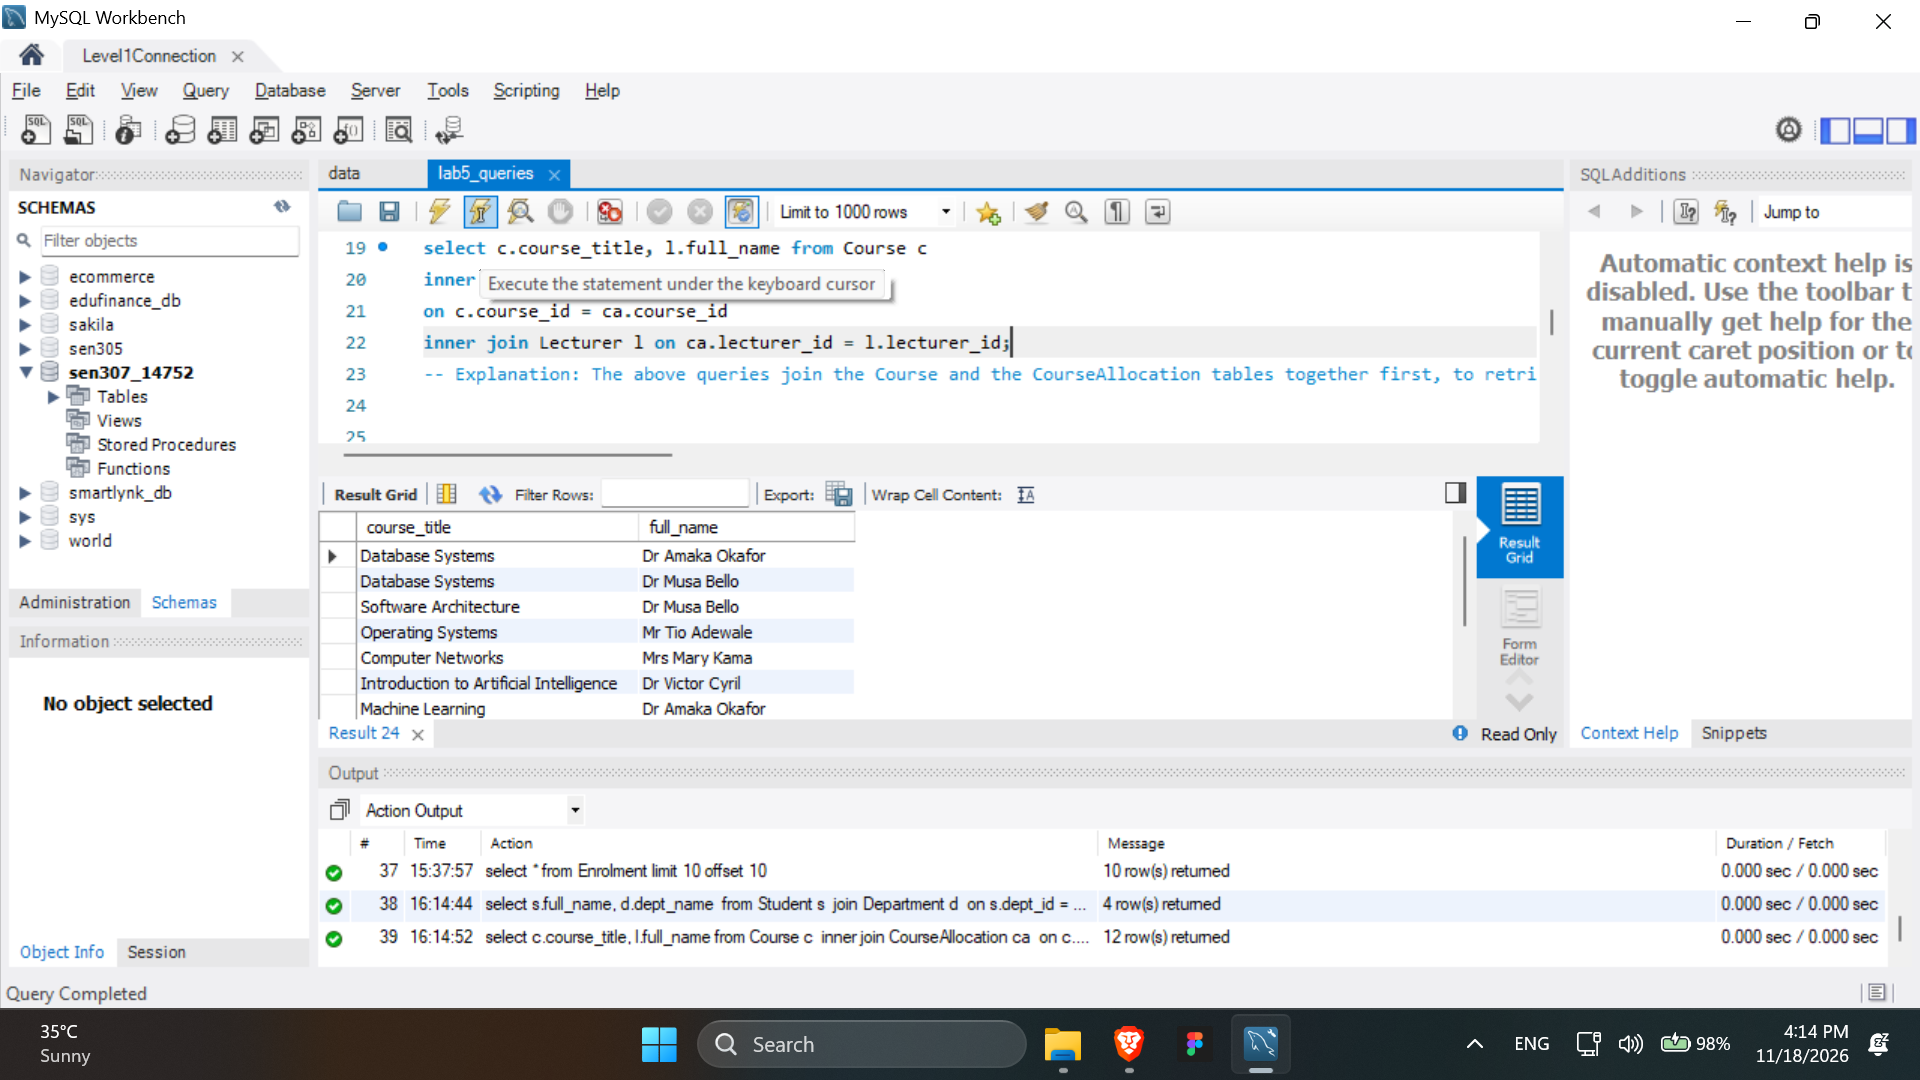 MySQL Workbench
Level1Connection
File Edit View Query Database Server Tools Scripting Help
Navigator
SCHEMAS
Filter objects
ecommerce
edufinance_db
sakila
sen305
sen307_14752
Tables
Views
Stored Procedures
Functions
smartlynk_db
sys
world
Administration Schemas
Information
No object selected
Object Info Session
data lab5_queries
Limit to 1000 rows
19 select c.course_title, l.full_name from Course c
20 inner
Execute the statement under the keyboard cursor
21 on c.course_id = ca.course_id
22 inner join Lecturer l on ca.lecturer_id = l.lecturer_id;
23 -- Explanation: The above queries join the Course and the CourseAllocation tables together first, to retri
24
25
Result Grid Filter Rows: Export: Wrap Cell Content:
course_title full_name
Database Systems Dr Amaka Okafor
Database Systems Dr Musa Bello
Software Architecture Dr Musa Bello
Operating Systems Mr Tio Adewale
Computer Networks Mrs Mary Kama
Introduction to Artificial Intelligence Dr Victor Cyril
Machine Learning Dr Amaka Okafor
Result Grid
Form Editor
Result 24
Read Only
SQLAdditions
Jump to
Automatic context help is
disabled. Use the toolbar t
manually get help for the
current caret position or to
toggle automatic help.
Context Help Snippets
Output
Action Output
# Time Action Message Duration / Fetch
37 15:37:57 select * from Enrolment limit 10 offset 10 10 row(s) returned 0.000 sec / 0.000 sec
38 16:14:44 select s.full_name, d.dept_name from Student s join Department d on s.dept_id = ... 4 row(s) returned 0.000 sec / 0.000 sec
39 16:14:52 select c.course_title, l.full_name from Course c inner join CourseAllocation ca on c.... 12 row(s) returned 0.000 sec / 0.000 sec
Query Completed
35°C
Sunny
Search
ENG
98%
4:14 PM
11/18/2026